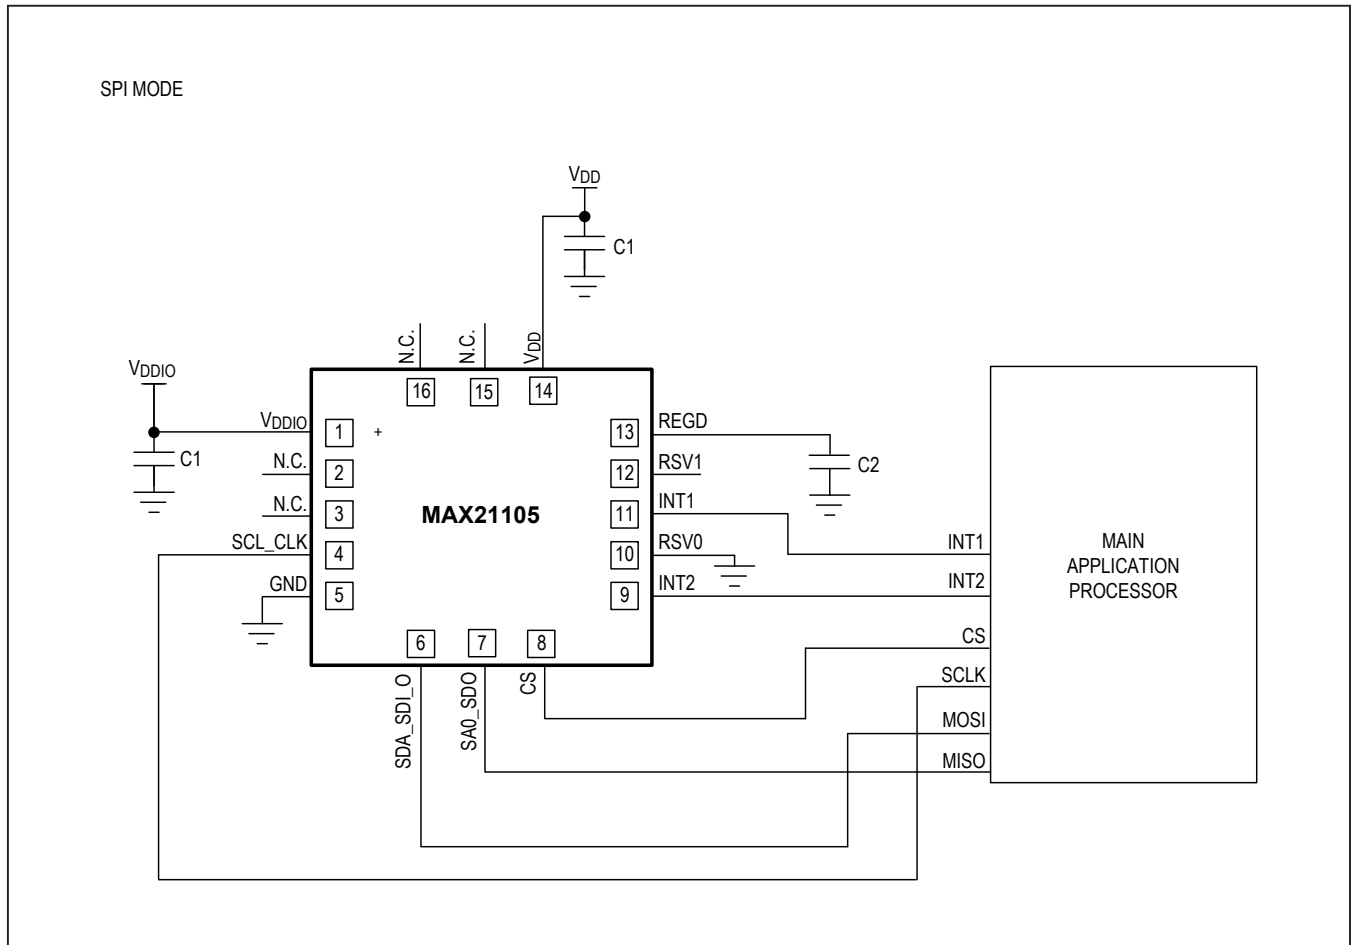 SPI MODE
VDD
C1
N.C.
N.C.
VDD
16
15
14
VDDIO
VDDIO
C1
1
+
13
REGD
C2
N.C.
2
12
RSV1
N.C.
3
MAX21105
11
INT1
SCL_CLK
4
10
RSV0
GND
5
9
INT2
6
7
8
SDA_SDI_O
SA0_SDO
CS
INT1
INT2
CS
SCLK
MOSI
MISO
MAIN
APPLICATION
PROCESSOR